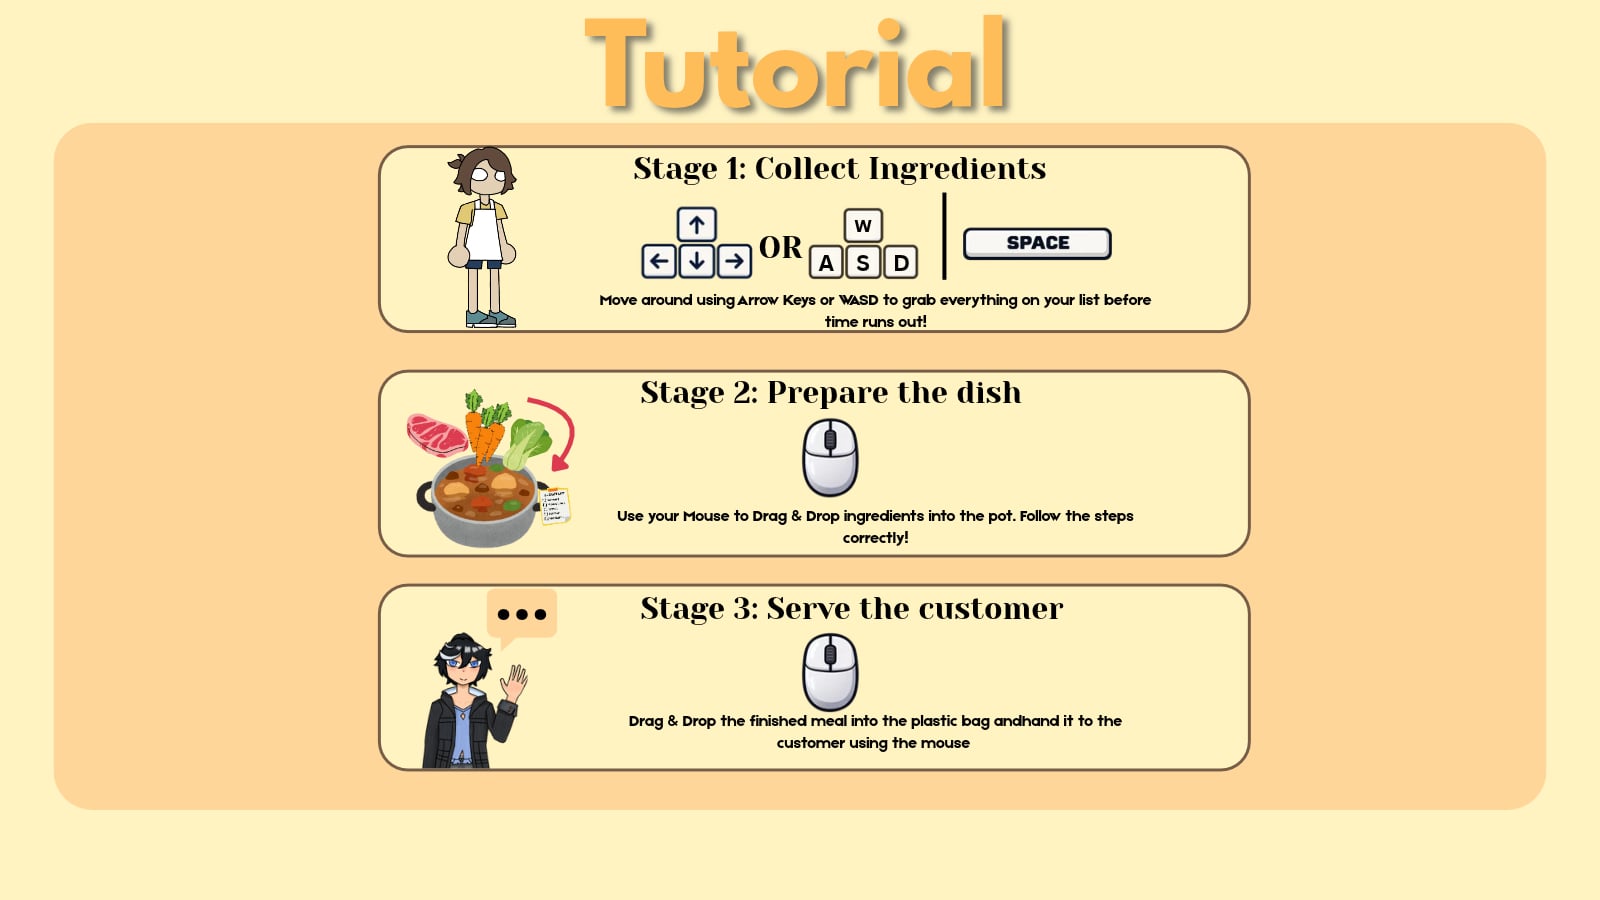 Tutorial
Stage 1: Collect Ingredients
↑
← ↓ →
OR
W
A S D
SPACE
Move around using Arrow Keys or WASD to grab everything on your list before
time runs out!
Stage 2: Prepare the dish
Use your Mouse to Drag & Drop ingredients into the pot. Follow the steps
correctly!
Stage 3: Serve the customer
Drag & Drop the finished meal into the plastic bag andhand it to the
customer using the mouse